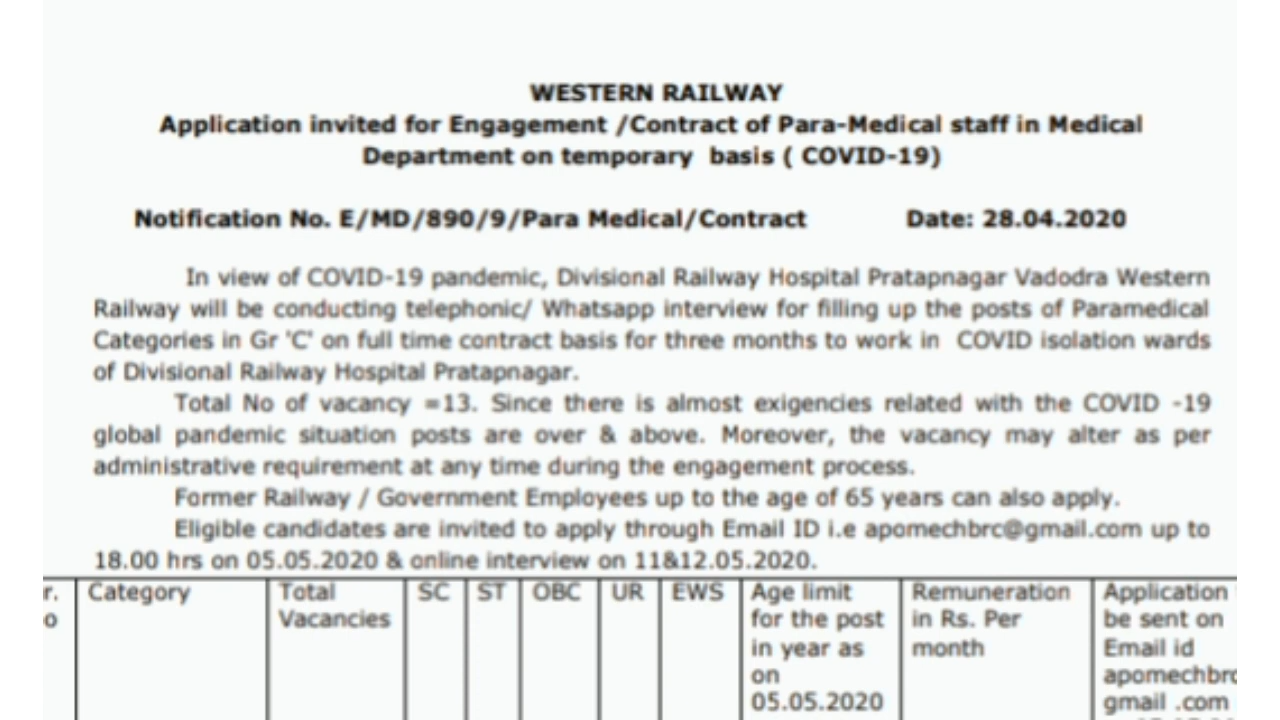 WESTERN RAILWAY
Application invited for Engagement /Contract of Para-Medical staff in Medical
Department on temporary basis ( COVID-19)
Notification No. E/MD/890/9/Para Medical/Contract Date: 28.04.2020
In view of COVID-19 pandemic, Divisional Railway Hospital Pratapnagar Vadodra Western
Railway will be conducting telephonic/ Whatsapp interview for filling up the posts of Paramedical
Categories in Gr 'C' on full time contract basis for three months to work in COVID isolation wards
of Divisional Railway Hospital Pratapnagar.
Total No of vacancy =13. Since there is almost exigencies related with the COVID -19
global pandemic situation posts are over & above. Moreover, the vacancy may alter as per
administrative requirement at any time during the engagement process.
Former Railway / Government Employees up to the age of 65 years can also apply.
Eligible candidates are invited to apply through Email ID i.e apomechbrc@gmail.com up to
18.00 hrs on 05.05.2020 & online interview on 11&12.05.2020.
r. Category Total SC ST OBC UR EWS Age limit Remuneration Application
o Vacancies for the post in Rs. Per be sent on
in year as month Email id
on apomechbrc
05.05.2020 gmail .com